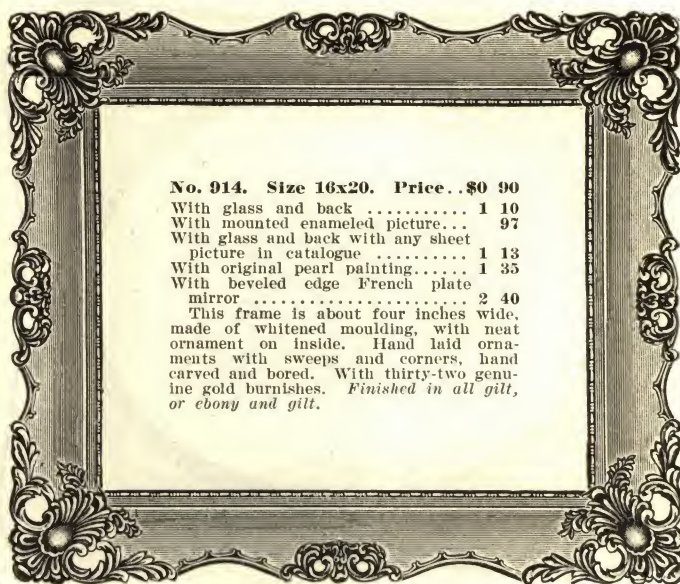 No. 914. Size 16x20. Price..$0 90
With glass and back ........... 1 10
With mounted enameled picture... 97
With glass and back with any sheet
picture in catalogue .......... 1 13
With original pearl painting...... 1 35
With beveled edge French plate
mirror ...................... 2 40
This frame is about four inches wide,
made of whitened moulding, with neat
ornament on inside. Hand laid orna-
ments with sweeps and corners, hand
carved and bored. With thirty-two genu-
ine gold burnishes. Finished in all gilt,
or ebony and gilt.